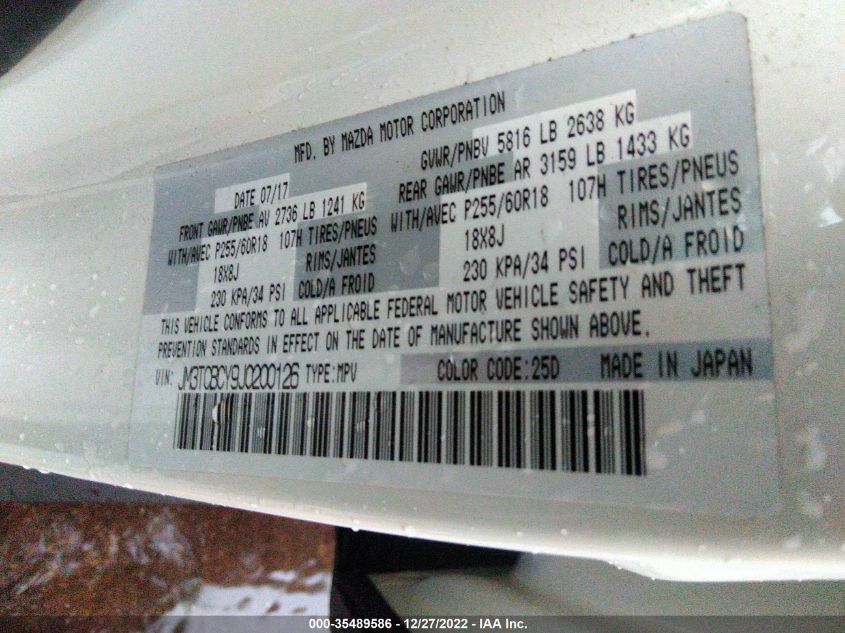 MFD. BY MAZDA MOTOR CORPORATION
DATE 07/17 GVWR/PNBV 5816 LB 2638 KG
FRONT GAWR/PNBE AV 2736 LB 1241 KG REAR GAWR/PNBE AR 3159 LB 1433 KG
WITH/AVEC P255/60R18 107H TIRES/PNEUS WITH/AVEC P255/60R18 107H TIRES/PNEUS
18X8J RIMS/JANTES 18X8J RIMS/JANTES
230 KPA/34 PSI COLD/A FROID 230 KPA/34 PSI COLD/A FROID
THIS VEHICLE CONFORMS TO ALL APPLICABLE FEDERAL MOTOR VEHICLE SAFETY AND THEFT
PREVENTION STANDARDS IN EFFECT ON THE DATE OF MANUFACTURE SHOWN ABOVE.
VIN: JM3TCBCY9J0200126 TYPE:MPV COLOR CODE:25D MADE IN JAPAN
000-35489586 - 12/27/2022 - IAA Inc.